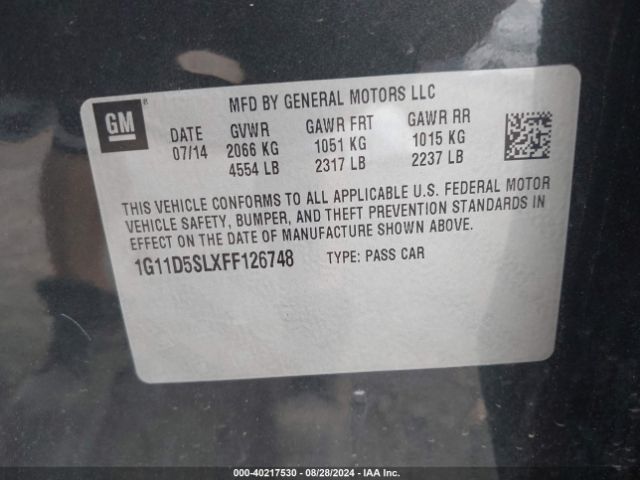 GM ®
MFD BY GENERAL MOTORS LLC
DATE GVWR GAWR FRT GAWR RR
07/14 2066 KG 1051 KG 1015 KG
4554 LB 2317 LB 2237 LB
THIS VEHICLE CONFORMS TO ALL APPLICABLE U.S. FEDERAL MOTOR
VEHICLE SAFETY, BUMPER, AND THEFT PREVENTION STANDARDS IN
EFFECT ON THE DATE OF MANUFACTURE SHOWN ABOVE.
1G11D5SLXFF126748 TYPE: PASS CAR
000-40217530 - 08/28/2024 - IAA Inc.